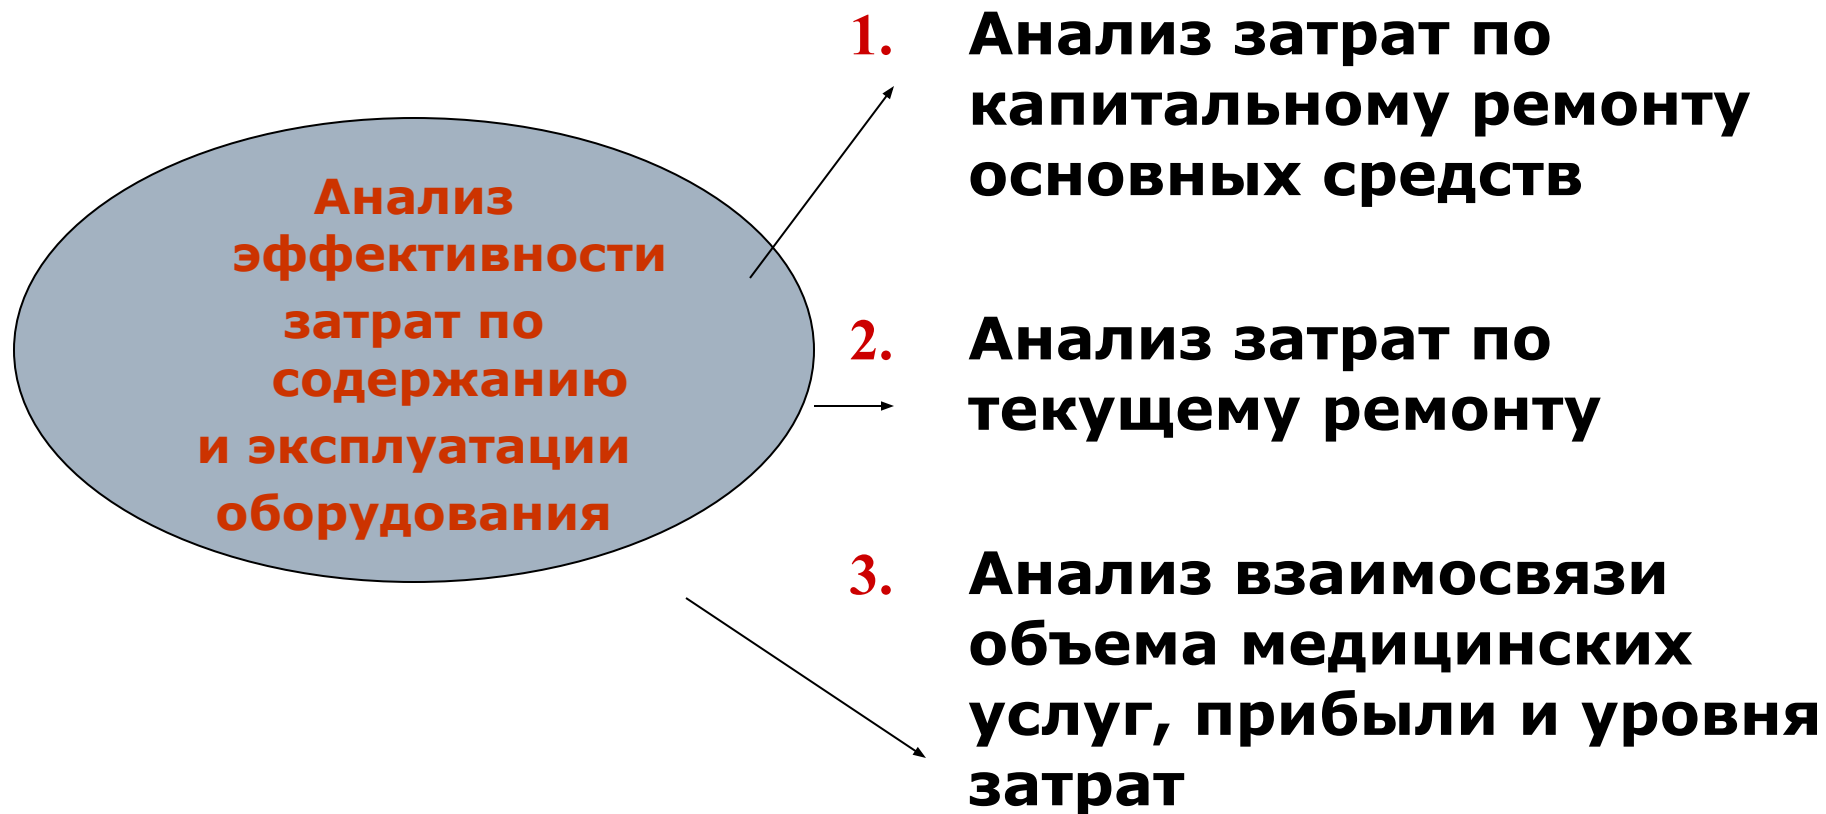 Анализ
эффективности
затрат по
содержанию
и эксплуатации
оборудования
1. Анализ затрат по
капитальному ремонту
основных средств
2. Анализ затрат по
текущему ремонту
3. Анализ взаимосвязи
объема медицинских
услуг, прибыли и уровня
затрат